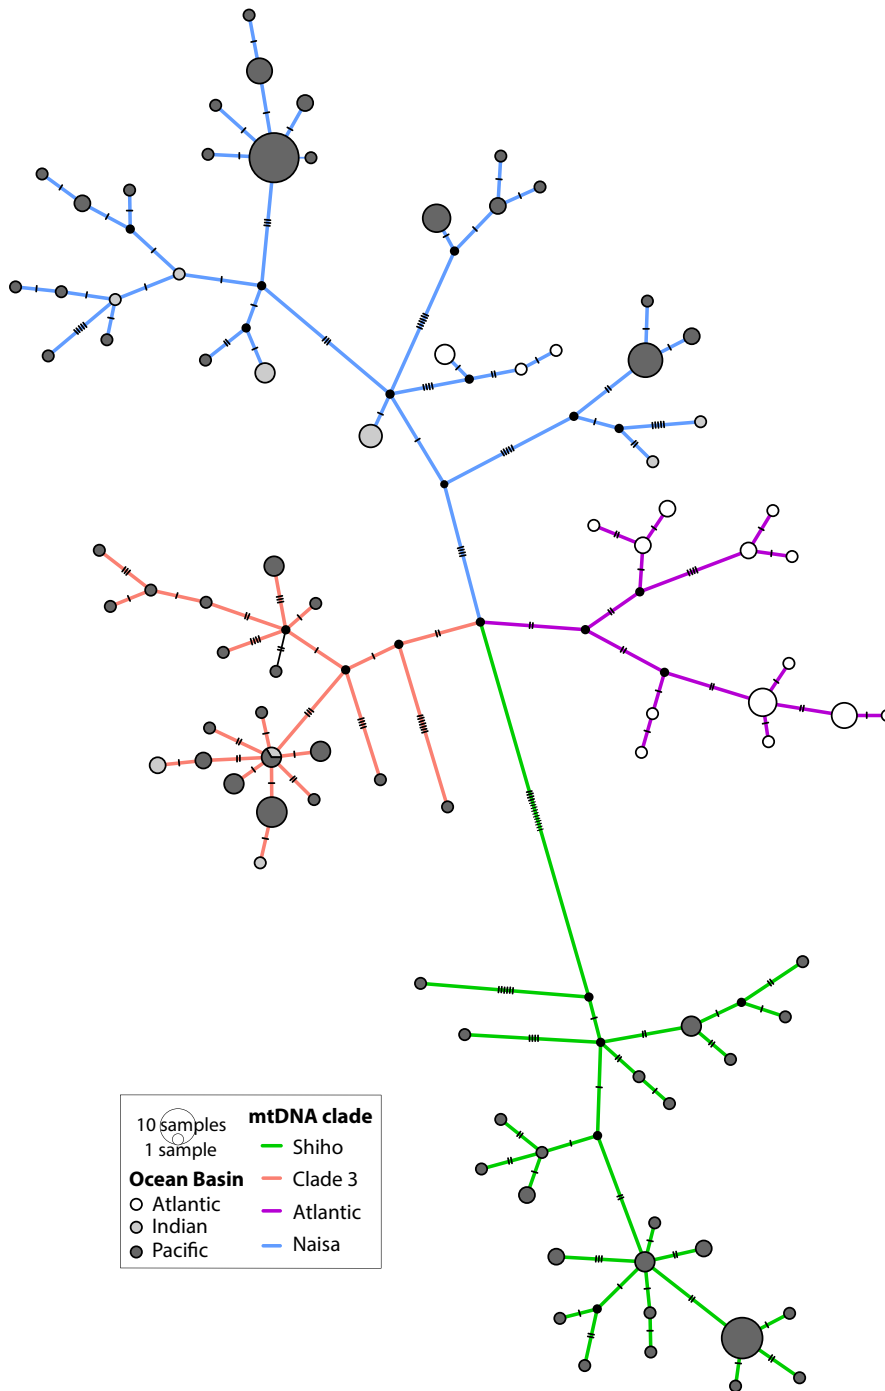 10 samples
1 sample
Ocean Basin
Atlantic
Indian
Pacific
mtDNA clade
Shiho
Clade 3
Atlantic
Naisa